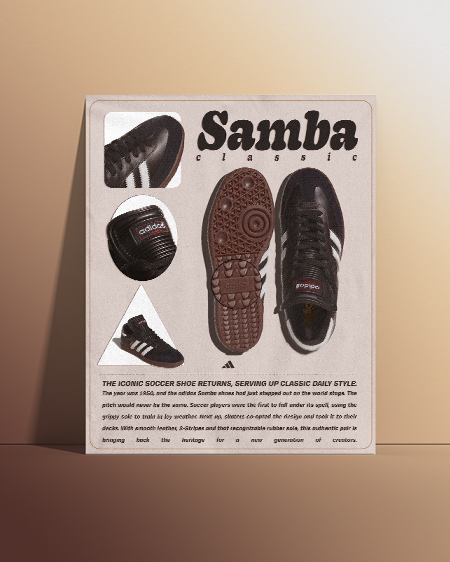 Samba
classic
adidas
adidas
THE ICONIC SOCCER SHOE RETURNS, SERVING UP CLASSIC DAILY STYLE.
The year was 1950, and the adidas Samba shoes had just stepped out on the world stage. The
pitch would never be the same. Soccer players were the first to fall under its spell, using the
grippy sole to train in icy weather. Next up, skaters co-opted the design and took it to their
decks. With smooth leather, 3-Stripes and that recognizable rubber sole, this authentic pair is
bringing back the heritage for a new generation of creators.